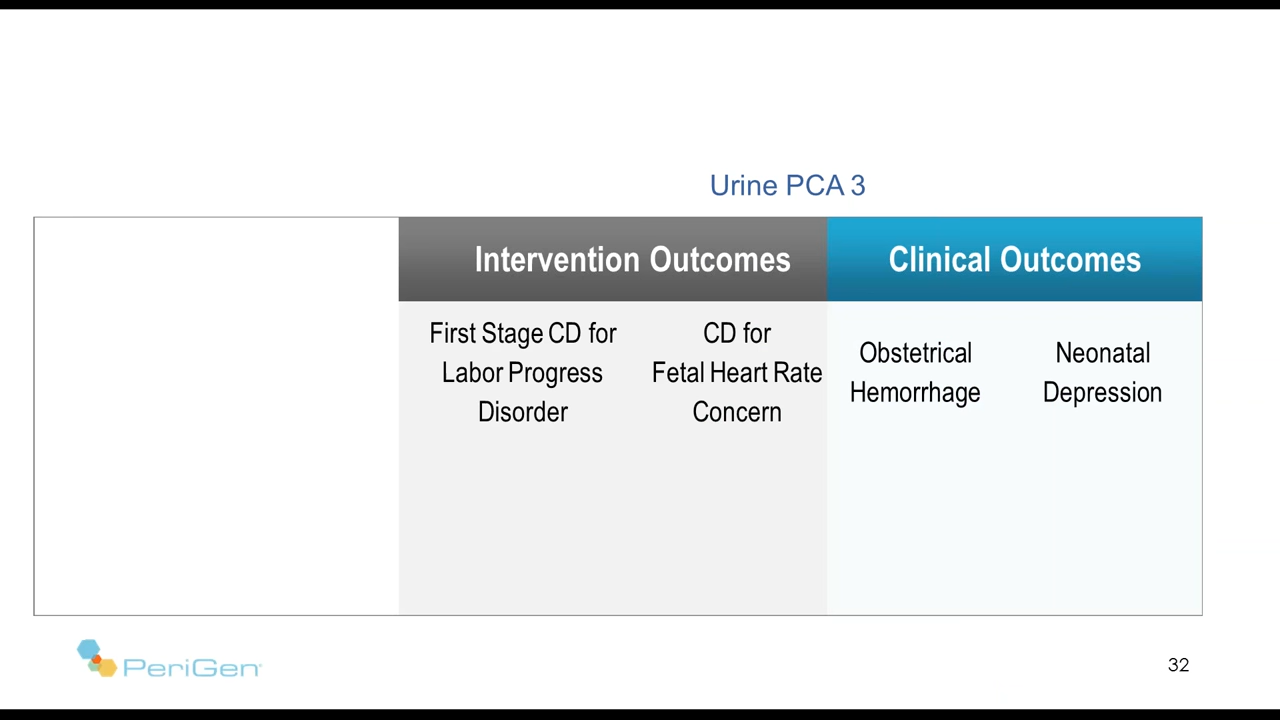 Urine PCA 3
Intervention Outcomes
Clinical Outcomes
First Stage CD for
Labor Progress
Disorder
CD for
Fetal Heart Rate
Concern
Obstetrical
Hemorrhage
Neonatal
Depression
PeriGen
32